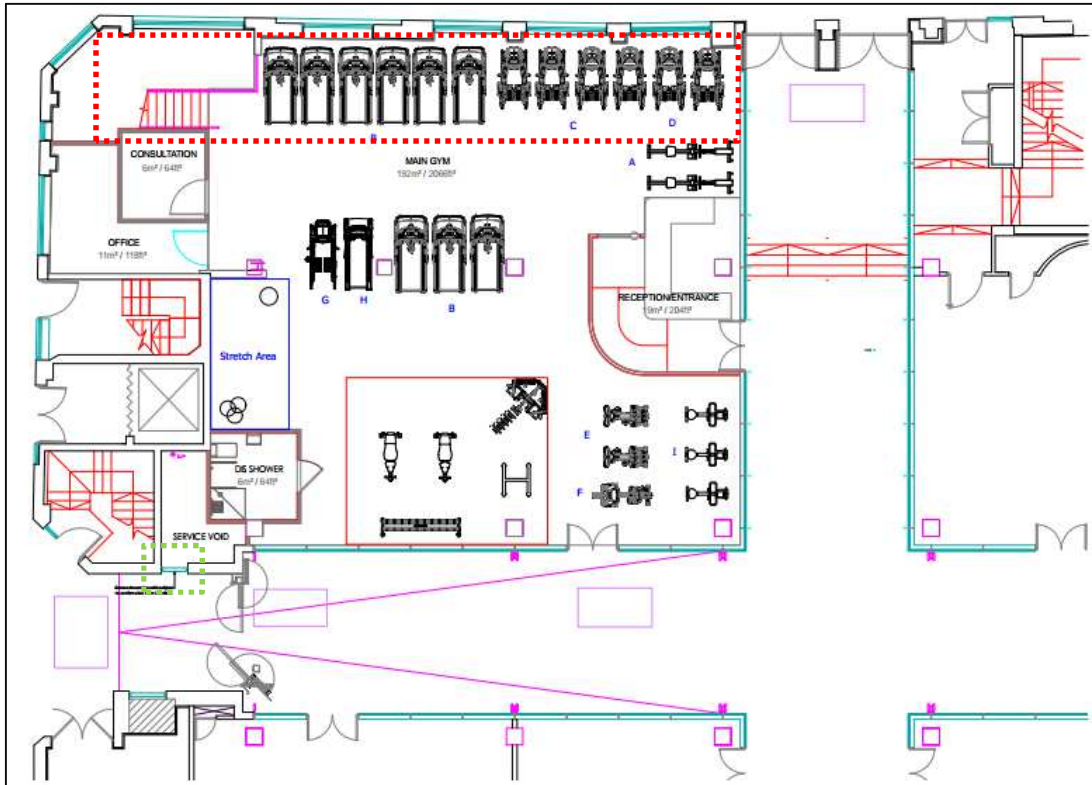 B
C
D
CONSULTATION
6m² / 64ft²
MAIN GYM
192m² / 2066ft²
A
OFFICE
11m² / 118ft²
G
H
B
RECEPTION/ENTRANCE
19m² / 204ft²
Stretch Area
E
I
DIS SHOWER
6m² / 64ft²
F
SERVICE VOID